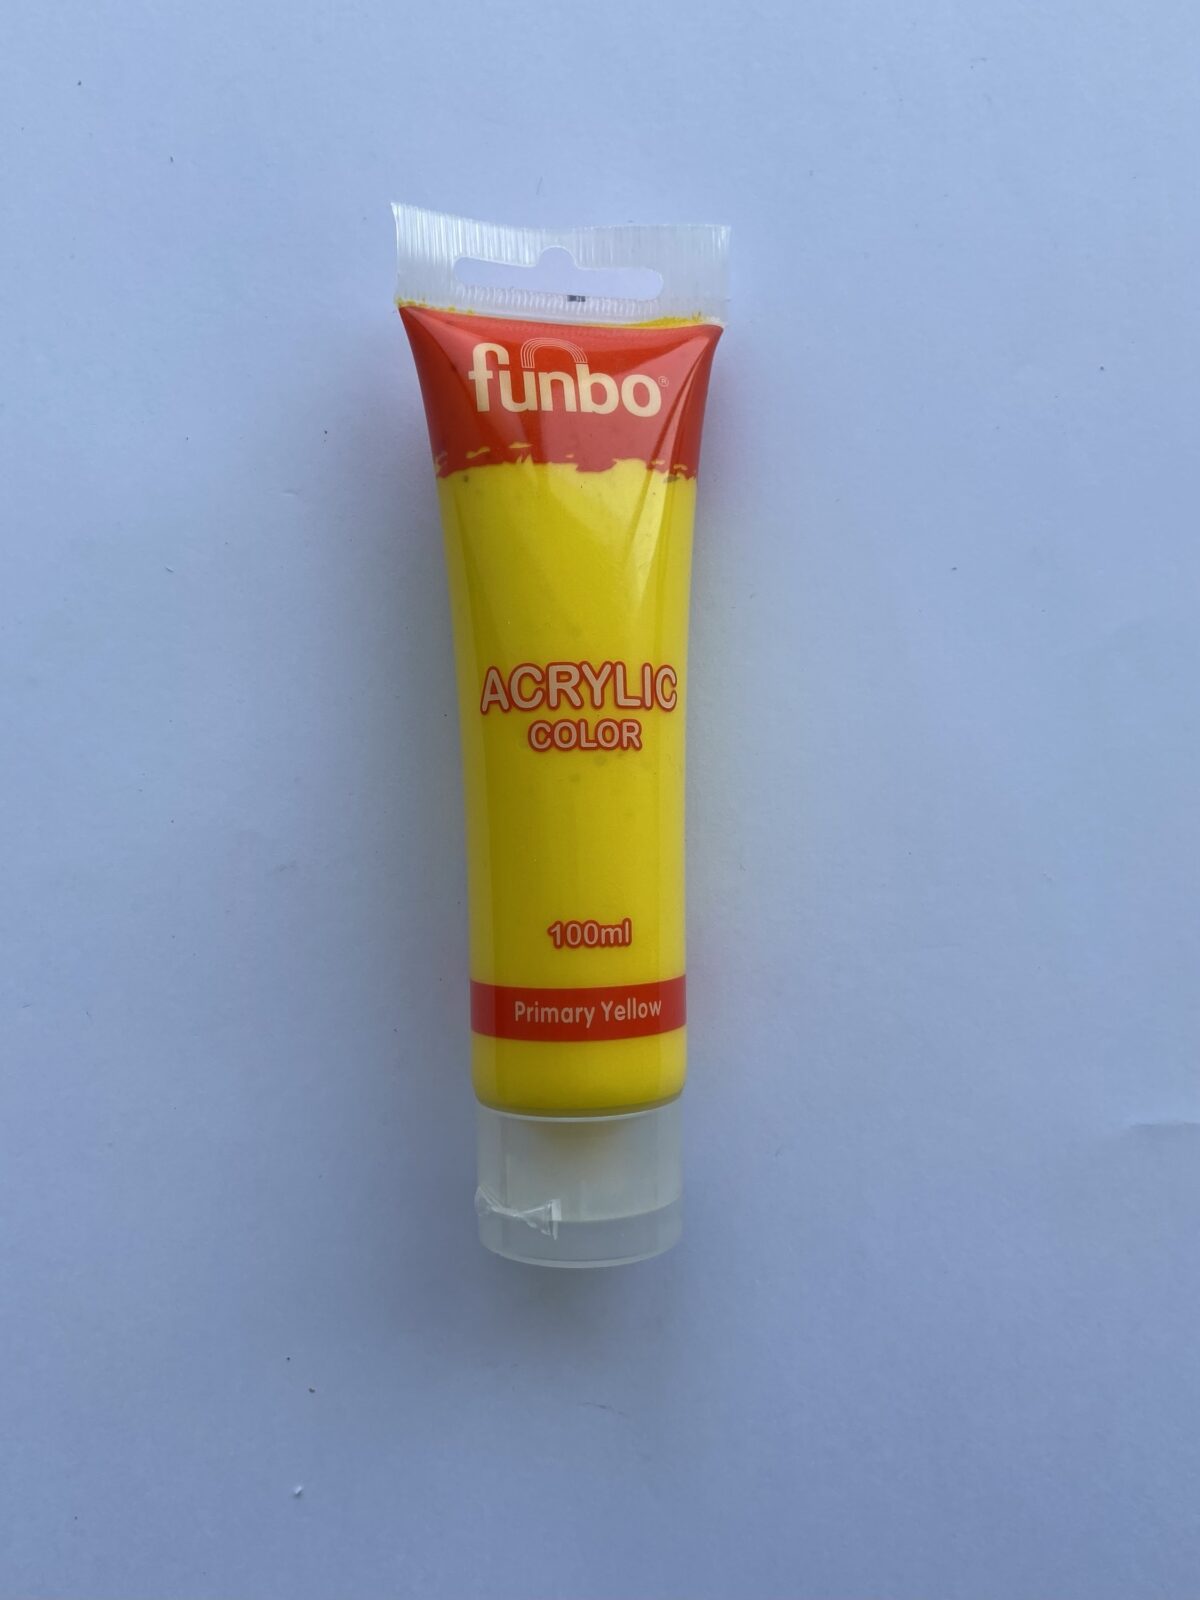 funbo®
ACRYLIC
COLOR
100ml
Primary Yellow